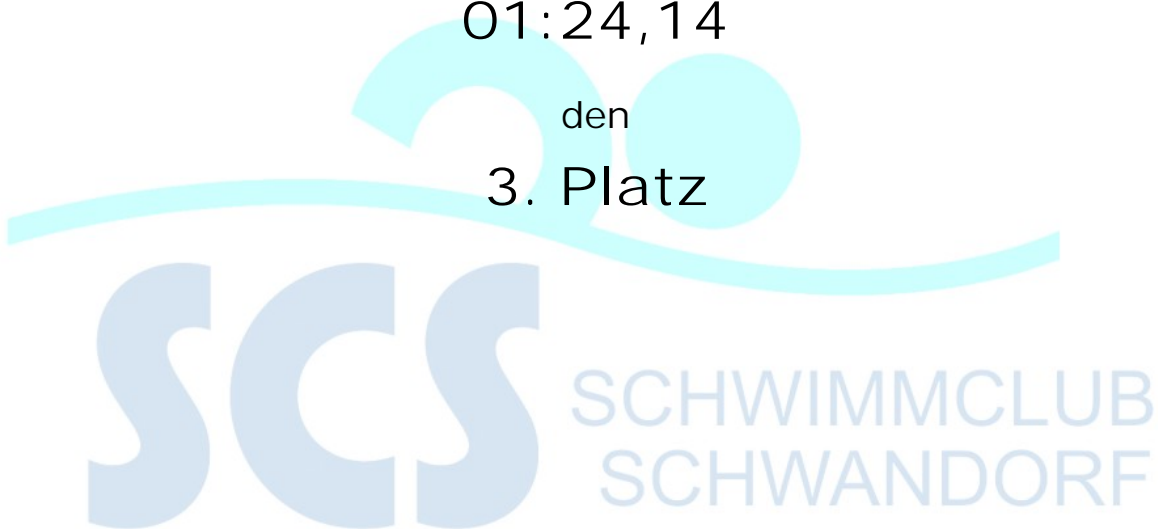 01:24,14
den
3. Platz
SCS
SCHWIMMCLUB
SCHWANDORF